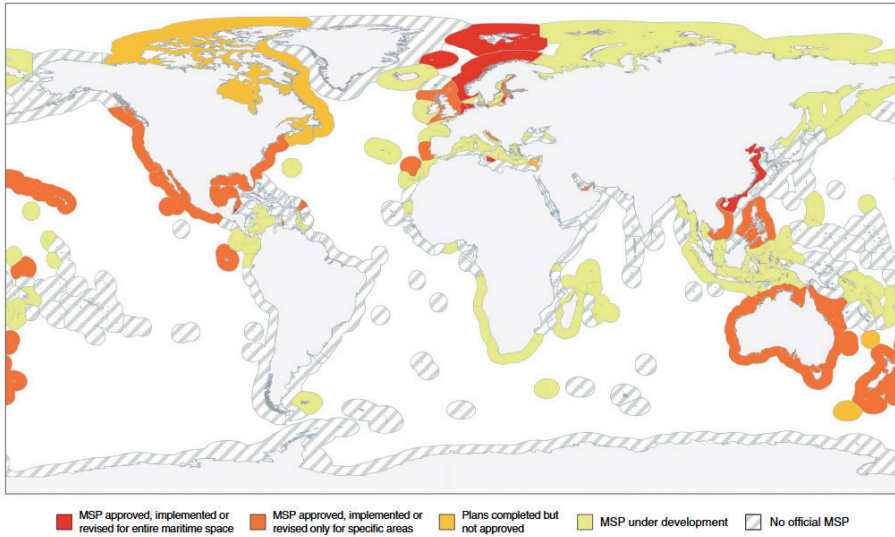 MSP approved, implemented or
revised for entire maritime space
MSP approved, implemented or
revised only for specific areas
Plans completed but
not approved
MSP under development
No official MSP